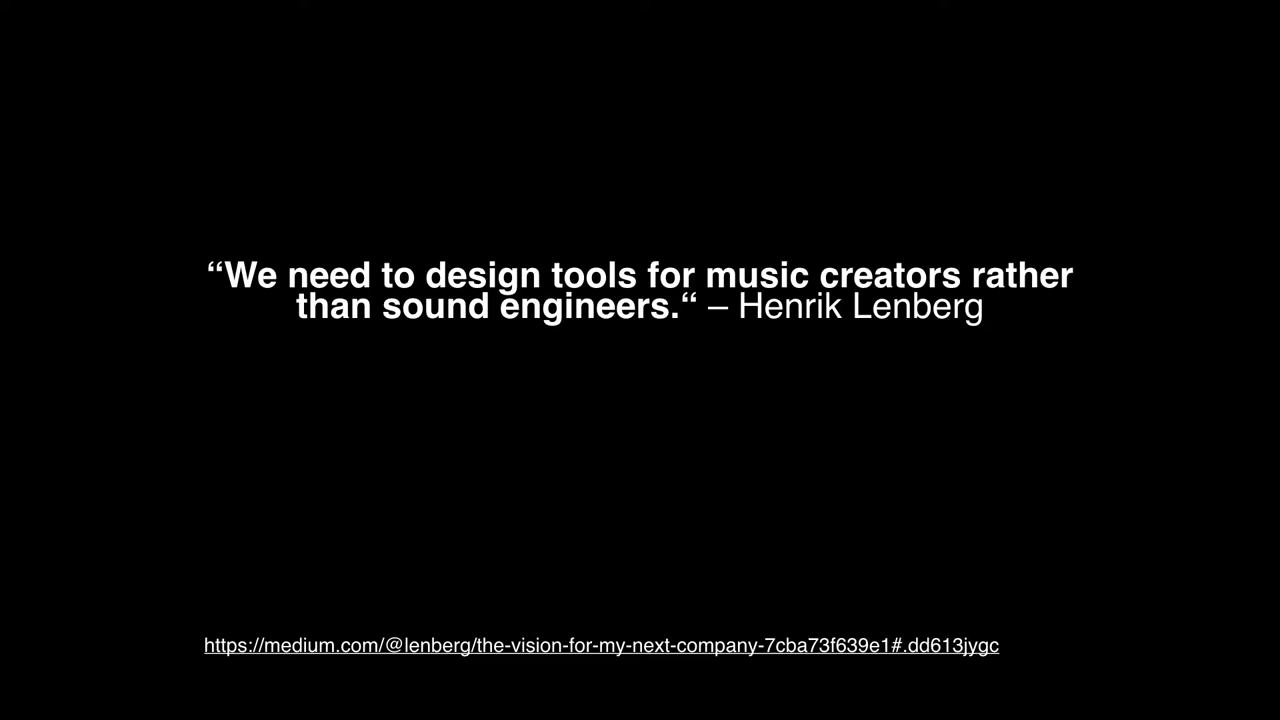 “We need to design tools for music creators rather
than sound engineers.“ – Henrik Lenberg
https://medium.com/@lenberg/the-vision-for-my-next-company-7cba73f639e1#.dd613jygc